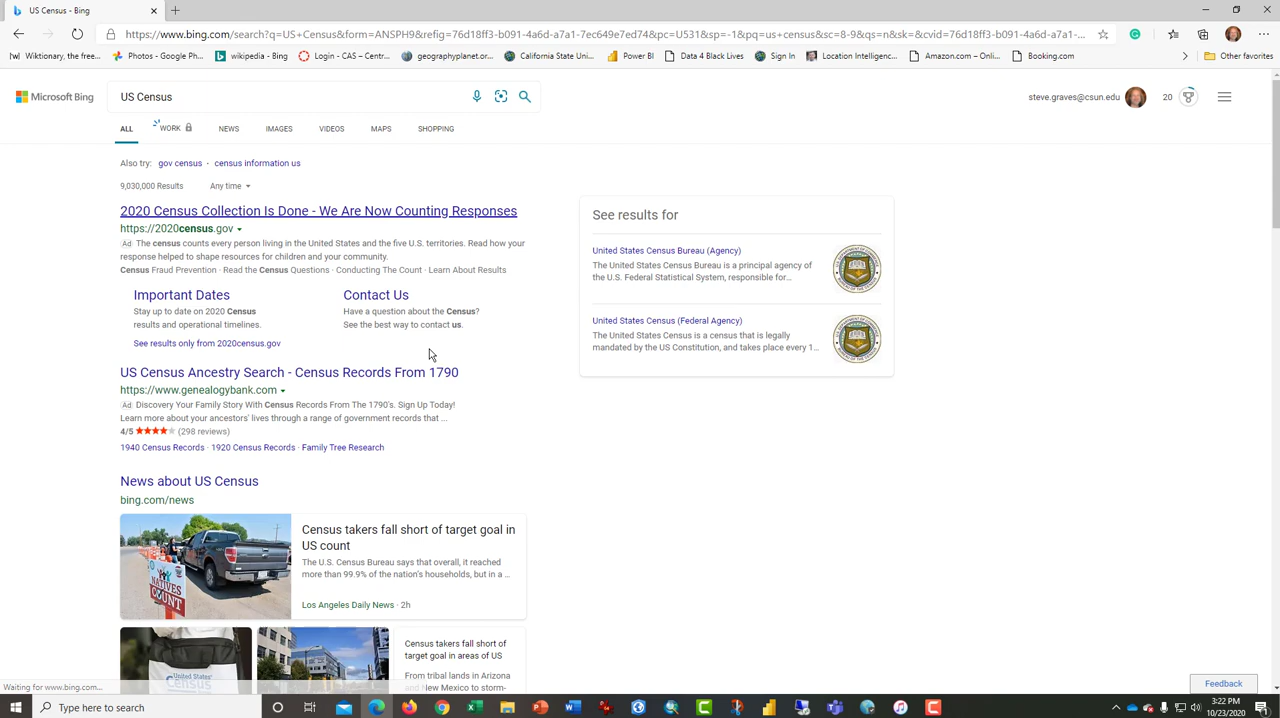 US Census - Bing
https://www.bing.com/search?q=US+Census&form=ANSPH9&refig=76d18ff3-b091-4a6d-a7a1-7ec649e7ed74&pc=U531&sp=-1&pq=us+census&sc=8-9&qs=n&sk=&cvid=76d18ff3-b091-4a6d-a7a1-...
Wiktionary, the fre...
Photos - Google Ph...
wikipedia - Bing
Login - CAS – Centr...
geographyplanet.or...
California State Uni...
Power BI
Data 4 Black Lives
Sign In
Location Intelligenc...
Amazon.com – Onli...
Booking.com
Other favorites
Microsoft Bing
US Census
steve.graves@csun.edu
20
ALL
WORK
NEWS
IMAGES
VIDEOS
MAPS
SHOPPING
Also try: gov census · census information us
9,030,000 Results Any time
2020 Census Collection Is Done - We Are Now Counting Responses
https://2020census.gov
Ad The census counts every person living in the United States and the five U.S. territories. Read how your
response helped to shape resources for children and your community.
Census Fraud Prevention · Read the Census Questions · Conducting The Count · Learn About Results
Important Dates
Stay up to date on 2020 Census
results and operational timelines.
Contact Us
Have a question about the Census?
See the best way to contact us.
See results only from 2020census.gov
US Census Ancestry Search - Census Records From 1790
https://www.genealogybank.com
Ad Discovery Your Family Story With Census Records From The 1790's. Sign Up Today!
Learn more about your ancestors' lives through a range of government records that ...
4/5 (298 reviews)
1940 Census Records · 1920 Census Records · Family Tree Research
News about US Census
bing.com/news
NATIVES
COUNT
Census takers fall short of target goal in
US count
The U.S. Census Bureau says that overall, it reached
more than 99.9% of the nation's households, but in a ...
Los Angeles Daily News · 2h
United States
Census
Census takers fall short of
target goal in areas of US
From tribal lands in Arizona
and New Mexico to storm-
See results for
United States Census Bureau (Agency)
The United States Census Bureau is a principal agency of
the U.S. Federal Statistical System, responsible for...
United States Census (Federal Agency)
The United States Census is a census that is legally
mandated by the US Constitution, and takes place every 1...
Feedback
Waiting for www.bing.com...
Type here to search
3:22 PM
10/23/2020